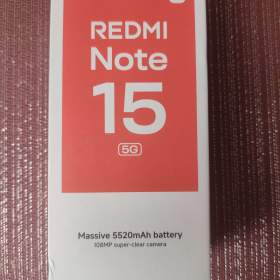 REDMI
Note
15
5G
Massive 5520mAh battery
108MP super-clear camera